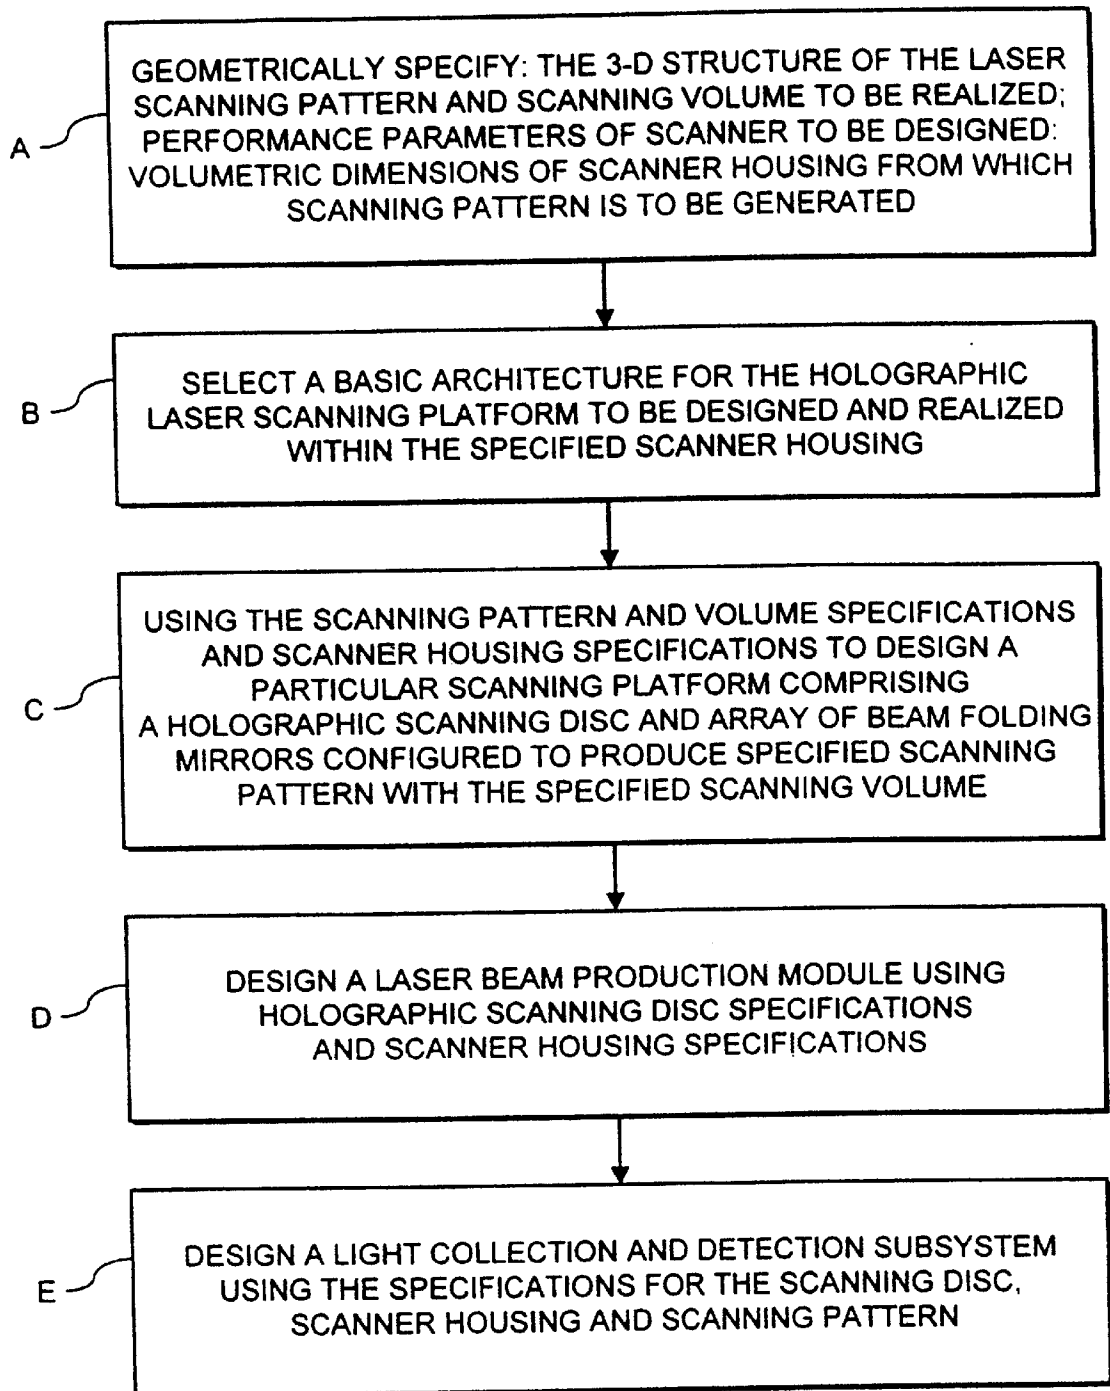 A
GEOMETRICALLY SPECIFY: THE 3-D STRUCTURE OF THE LASER
SCANNING PATTERN AND SCANNING VOLUME TO BE REALIZED;
PERFORMANCE PARAMETERS OF SCANNER TO BE DESIGNED:
VOLUMETRIC DIMENSIONS OF SCANNER HOUSING FROM WHICH
SCANNING PATTERN IS TO BE GENERATED
B
SELECT A BASIC ARCHITECTURE FOR THE HOLOGRAPHIC
LASER SCANNING PLATFORM TO BE DESIGNED AND REALIZED
WITHIN THE SPECIFIED SCANNER HOUSING
C
USING THE SCANNING PATTERN AND VOLUME SPECIFICATIONS
AND SCANNER HOUSING SPECIFICATIONS TO DESIGN A
PARTICULAR SCANNING PLATFORM COMPRISING
A HOLOGRAPHIC SCANNING DISC AND ARRAY OF BEAM FOLDING
MIRRORS CONFIGURED TO PRODUCE SPECIFIED SCANNING
PATTERN WITH THE SPECIFIED SCANNING VOLUME
D
DESIGN A LASER BEAM PRODUCTION MODULE USING
HOLOGRAPHIC SCANNING DISC SPECIFICATIONS
AND SCANNER HOUSING SPECIFICATIONS
E
DESIGN A LIGHT COLLECTION AND DETECTION SUBSYSTEM
USING THE SPECIFICATIONS FOR THE SCANNING DISC,
SCANNER HOUSING AND SCANNING PATTERN